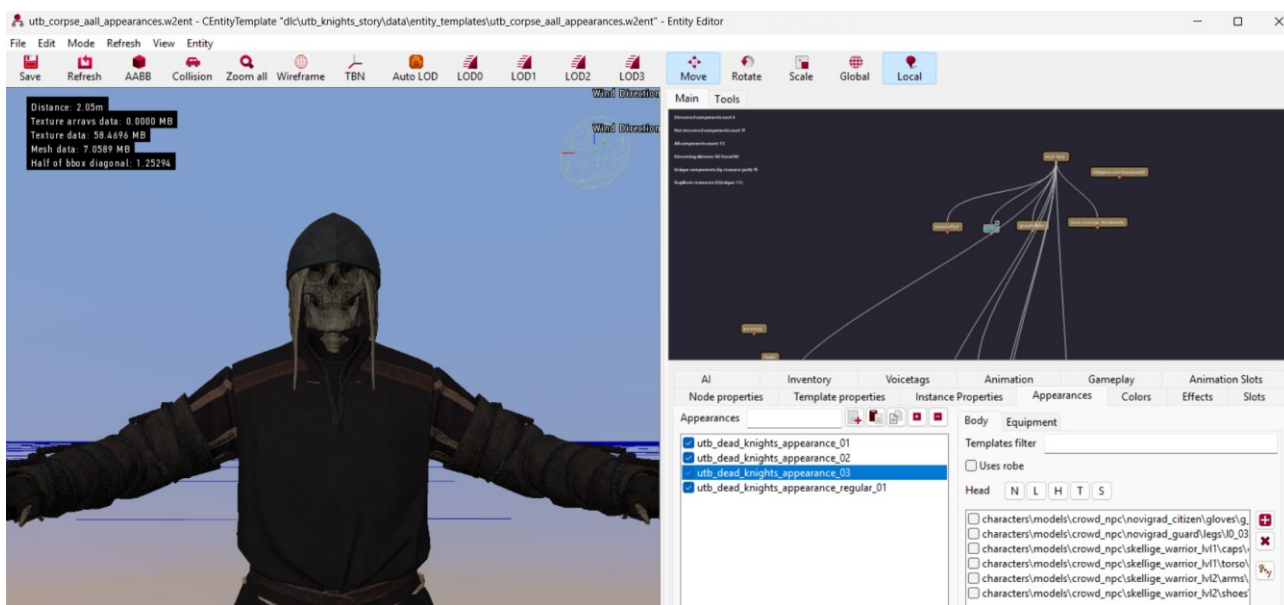 utb_corpse_aall_appearances.w2ent - CEntityTemplate "dlc\utb_knights_story\data\entity_templates\utb_corpse_aall_appearances.w2ent" - Entity Editor
File Edit Mode Refresh View Entity
Save Refresh AABB Collision Zoom all Wireframe TBN Auto LOD LOD0 LOD1 LOD2 LOD3 Move Rotate Scale Global Local
Wind Direction
Distance: 2.05m
Texture arrays data: 0.0000 MB
Texture data: 58.4696 MB
Mesh data: 7.0589 MB
Half of bbox diagonal: 1.25294
Wind Direction
Main Tools
AI Inventory Voicetags Animation Gameplay Animation Slots
Node properties Template properties Instance Properties Appearances Colors Effects Slots
Appearances
utb_dead_knights_appearance_01
utb_dead_knights_appearance_02
utb_dead_knights_appearance_03
utb_dead_knights_appearance_regular_01
Body Equipment
Templates filter
Uses robe
Head N L H T S
characters\models\crowd_npc\novigrad_citizen\gloves\g_
characters\models\crowd_npc\novigrad_guard\legs\l0_03
characters\models\crowd_npc\skellige_warrior_lvl1\caps\
characters\models\crowd_npc\skellige_warrior_lvl1\torso\
characters\models\crowd_npc\skellige_warrior_lvl2\arms\
characters\models\crowd_npc\skellige_warrior_lvl2\shoes\